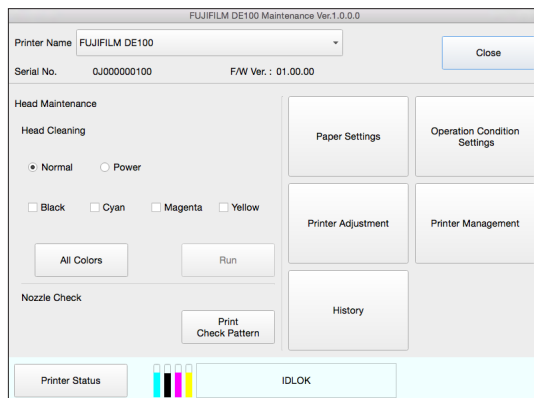 FUJIFILM DE100 Maintenance Ver.1.0.0.0
Printer Name FUJIFILM DE100
Close
Serial No. 0J000000100 F/W Ver. : 01.00.00
Head Maintenance
Head Cleaning
Normal Power
Black Cyan Magenta Yellow
All Colors Run
Nozzle Check
Print
Check Pattern
Paper Settings
Operation Condition
Settings
Printer Adjustment
Printer Management
History
Printer Status
IDLOK